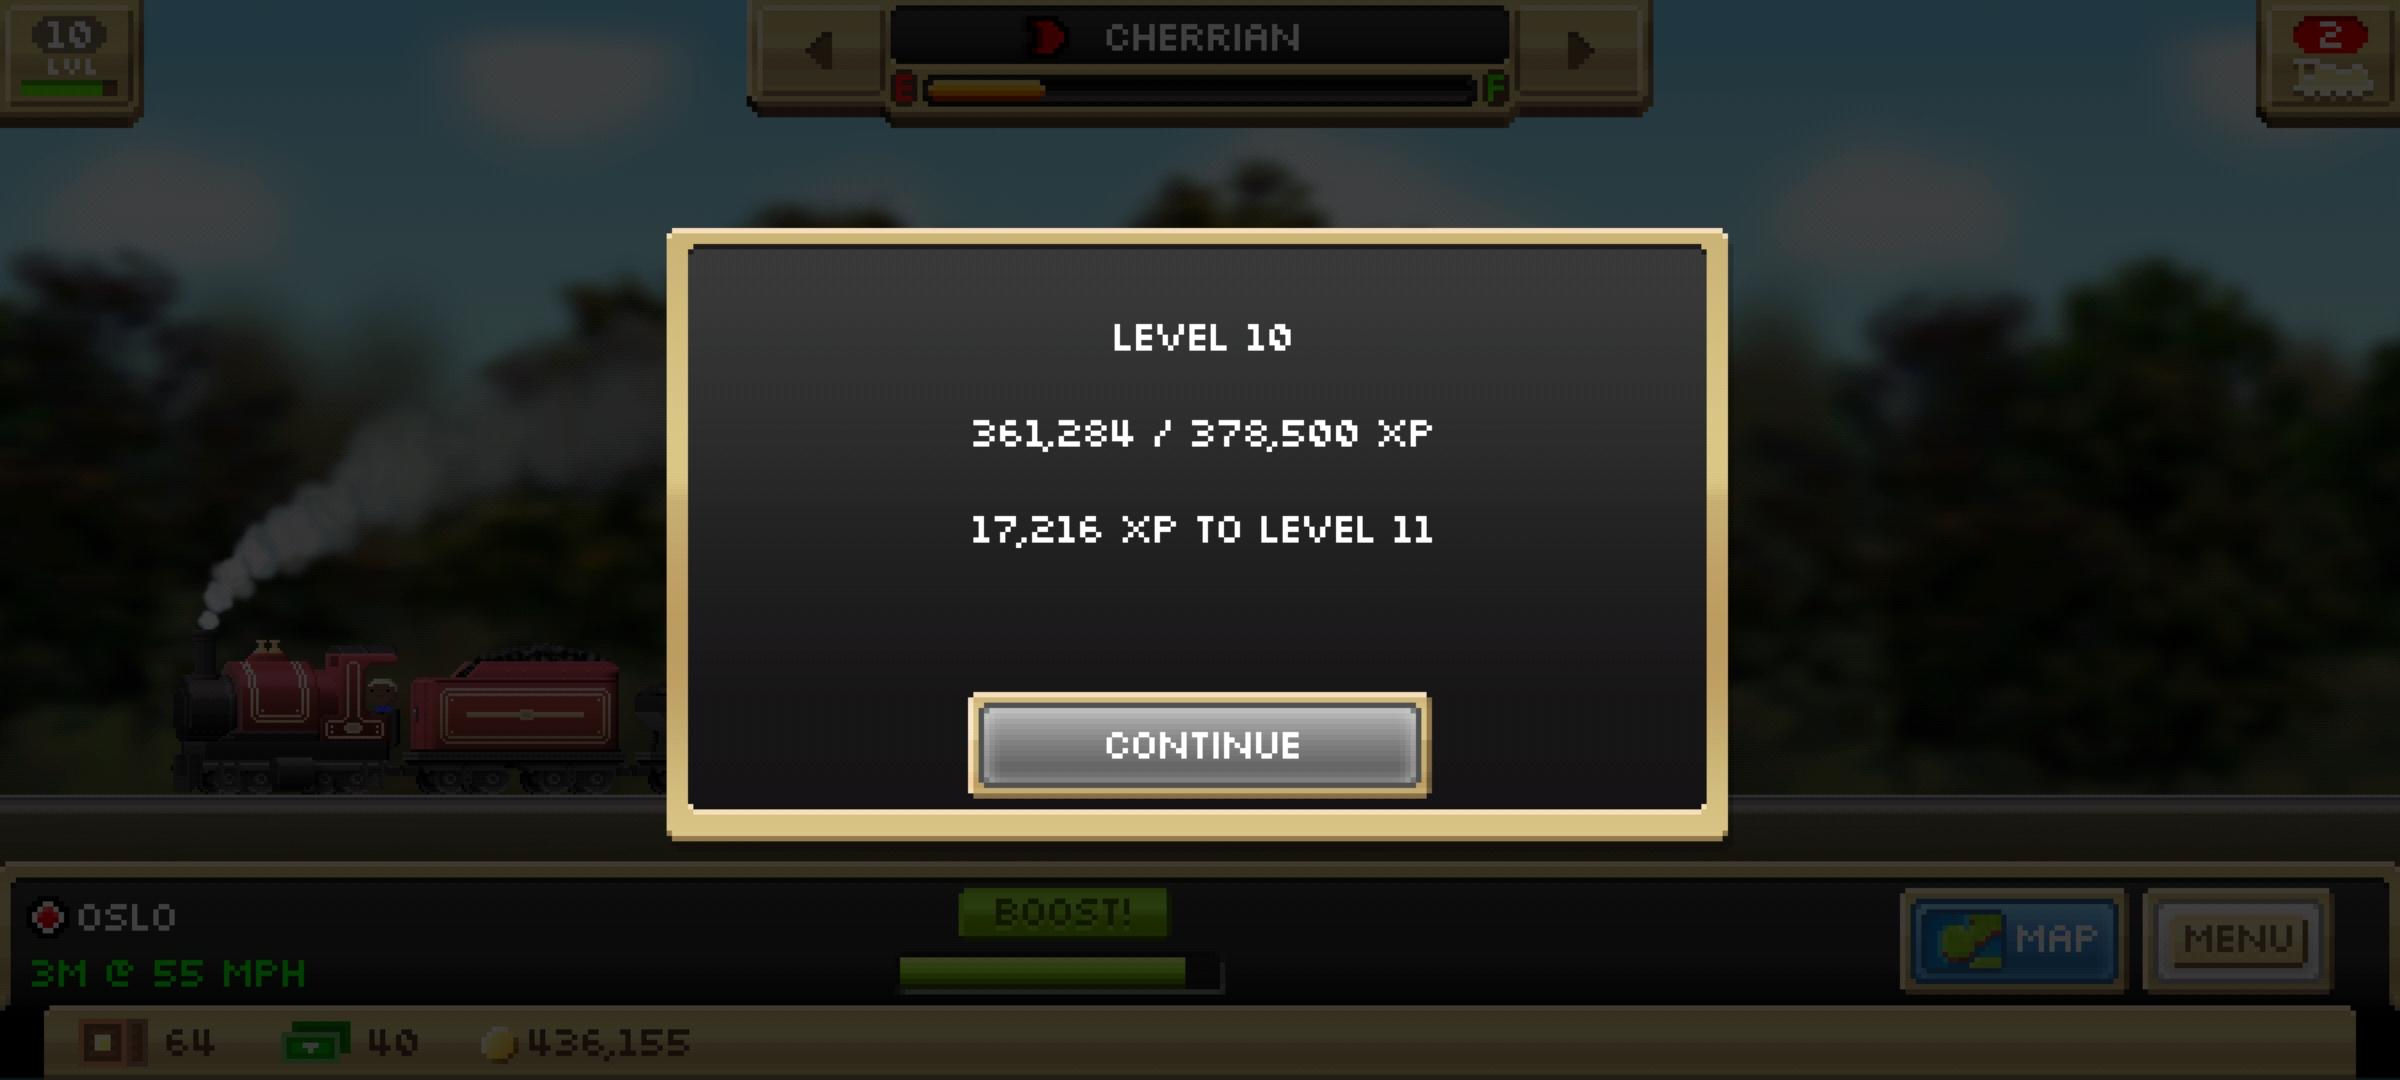 10
LVL
CHERRIAN
E F
2
LEVEL 10
361,284 / 378,500 XP
17,216 XP TO LEVEL 11
CONTINUE
OSLO
3M @ 55 MPH
BOOST!
MAP
MENU
64
40
436,155